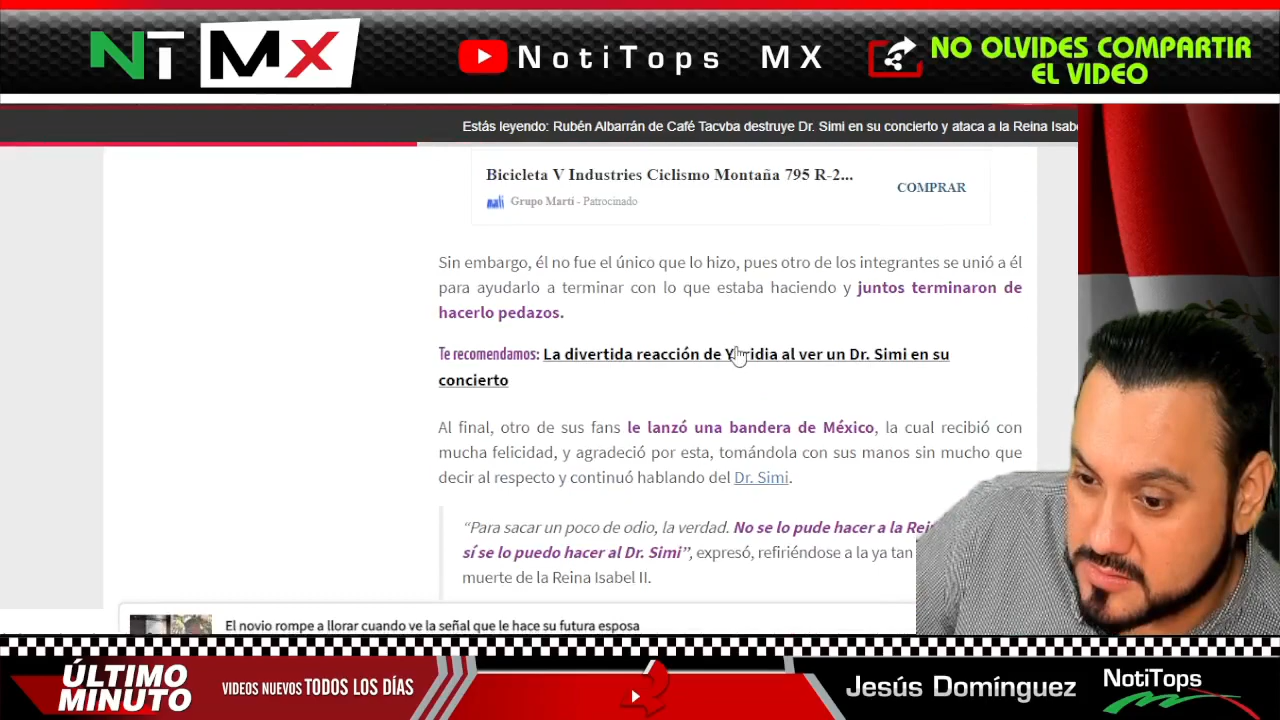 NT MX
NotiTops MX
NO OLVIDES COMPARTIR
EL VIDEO
Estás leyendo: Rubén Albarrán de Café Tacvba destruye Dr. Simi en su concierto y ataca a la Reina Isabe
Bicicleta V Industries Ciclismo Montaña 795 R-2...
Grupo Martí - Patrocinado
COMPRAR
Sin embargo, él no fue el único que lo hizo, pues otro de los integrantes se unió a él
para ayudarlo a terminar con lo que estaba haciendo y juntos terminaron de
hacerlo pedazos.
Te recomendamos: La divertida reacción de al ver un Dr. Simi en su
concierto
Al final, otro de sus fans le lanzó una bandera de México, la cual recibió con
mucha felicidad, y agradeció por esta, tomándola con sus manos sin mucho que
decir al respecto y continuó hablando del Dr. Simi.
“Para sacar un poco de odio, la verdad. No se lo pude hacer a la
sí se lo puedo hacer al Dr. Simi”, expresó, refiriéndose a la ya tan
muerte de la Reina Isabel II.
El novio rompe a llorar cuando ve la señal que le hace su futura esposa
ÚLTIMO
MINUTO
VIDEOS NUEVOS TODOS LOS DÍAS
Jesús Domínguez
NotiTops